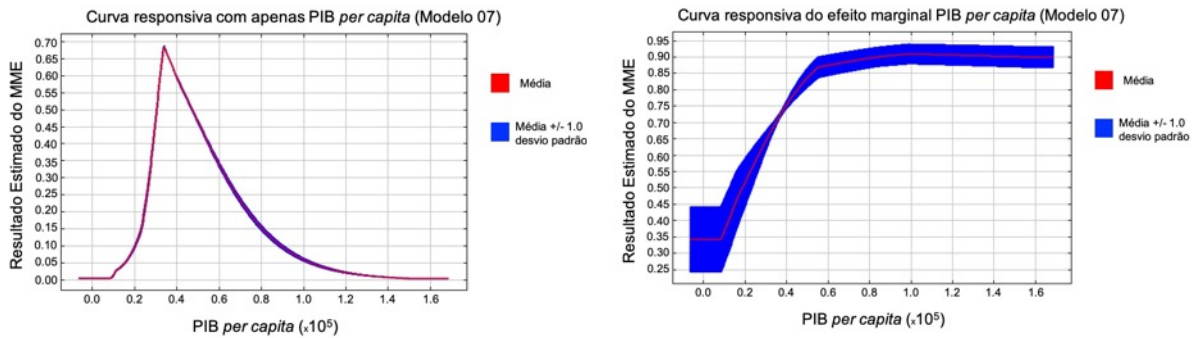 Curva responsiva com apenas PIB per capita (Modelo 07)
Resultado Estimado do MME
0.70
0.65
0.60
0.55
0.50
0.45
0.40
0.35
0.30
0.25
0.20
0.15
0.10
0.05
0.00
0.0 0.2 0.4 0.6 0.8 1.0 1.2 1.4 1.6
PIB per capita (x10⁵)
Média
Média +/- 1.0
desvio padrão
Curva responsiva do efeito marginal PIB per capita (Modelo 07)
Resultado Estimado do MME
0.95
0.90
0.85
0.80
0.75
0.70
0.65
0.60
0.55
0.50
0.45
0.40
0.35
0.30
0.25
0.0 0.2 0.4 0.6 0.8 1.0 1.2 1.4 1.6
PIB per capita (x10⁵)
Média
Média +/- 1.0
desvio padrão